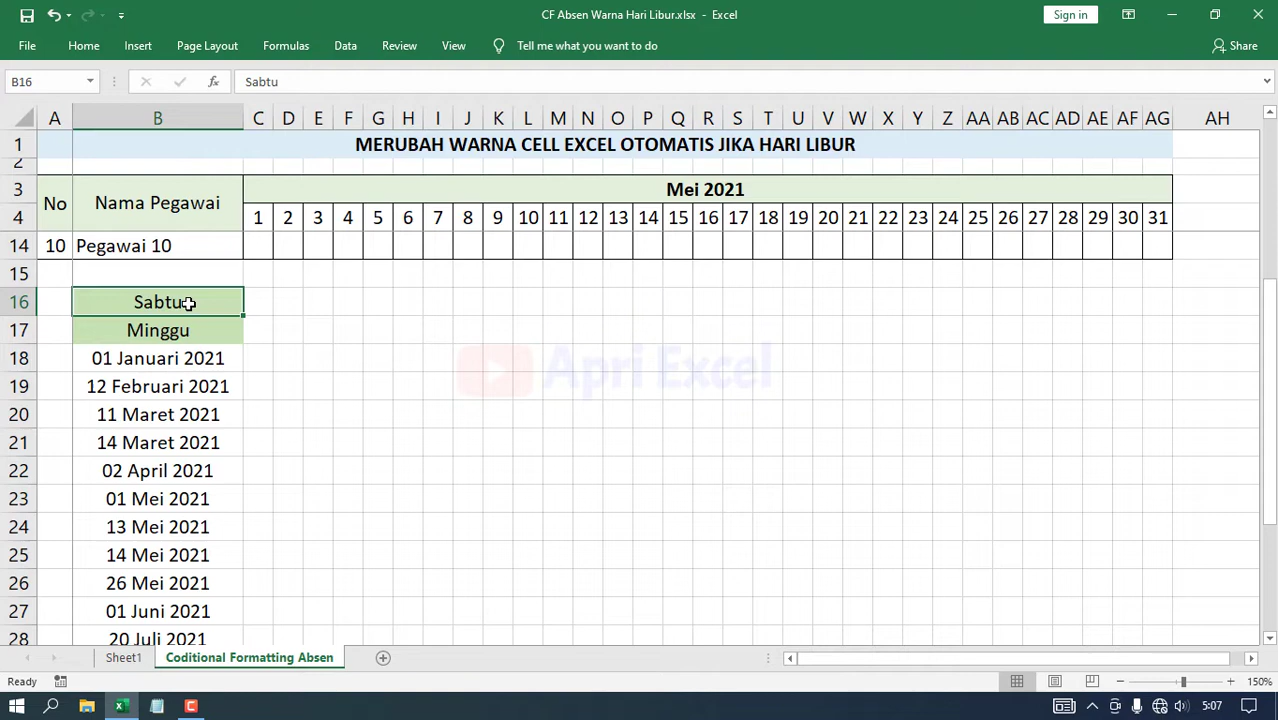 CF Absen Warna Hari Libur.xlsx - Excel
Sign in
File Home Insert Page Layout Formulas Data Review View Tell me what you want to do Share
B16 fx Sabtu
A B C D E F G H I J K L M N O P Q R S T U V W X Y Z AA AB AC AD AE AF AG AH
1 MERUBAH WARNA CELL EXCEL OTOMATIS JIKA HARI LIBUR
2
3 No Nama Pegawai Mei 2021
4 1 2 3 4 5 6 7 8 9 10 11 12 13 14 15 16 17 18 19 20 21 22 23 24 25 26 27 28 29 30 31
14 10 Pegawai 10
15
16 Sabtu
17 Minggu
18 01 Januari 2021
19 12 Februari 2021
20 11 Maret 2021
21 14 Maret 2021
22 02 April 2021
23 01 Mei 2021
24 13 Mei 2021
25 14 Mei 2021
26 26 Mei 2021
27 01 Juni 2021
28 20 Juli 2021
Apri Excel
Sheet1 Coditional Formatting Absen
Ready 150%
5:07